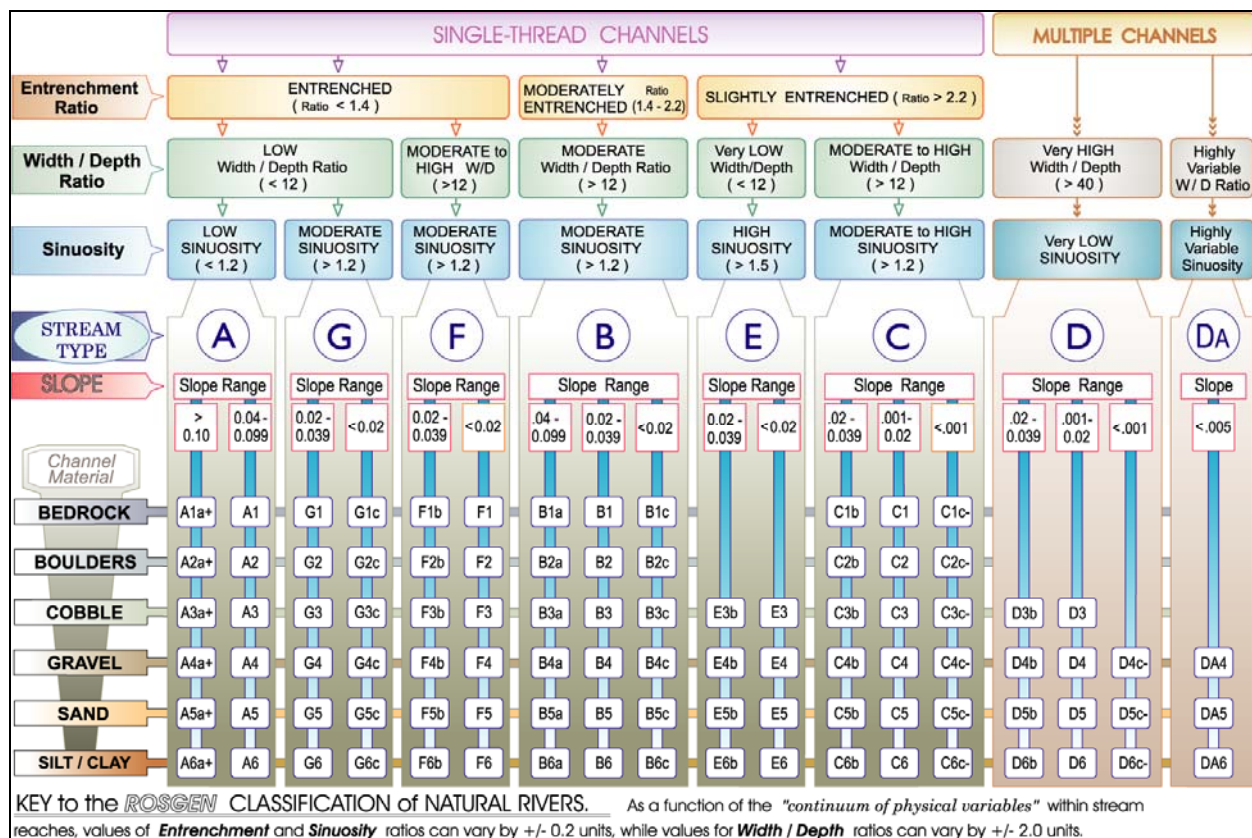 SINGLE-THREAD CHANNELS
MULTIPLE CHANNELS
Entrenchment
Ratio
ENTRENCHED
( Ratio < 1.4 )
MODERATELY Ratio
ENTRENCHED (1.4 - 2.2)
SLIGHTLY ENTRENCHED ( Ratio > 2.2 )
Width / Depth
Ratio
LOW
Width / Depth Ratio
( < 12 )
MODERATE to
HIGH W/D
( >12 )
MODERATE
Width / Depth Ratio
( > 12 )
Very LOW
Width/Depth
( < 12 )
MODERATE to HIGH
Width / Depth
( > 12 )
Very HIGH
Width / Depth
( > 40 )
Highly
Variable
W / D Ratio
Sinuosity
LOW
SINUOSITY
( < 1.2 )
MODERATE
SINUOSITY
( > 1.2 )
MODERATE
SINUOSITY
( > 1.2 )
MODERATE
SINUOSITY
( > 1.2 )
HIGH
SINUOSITY
( > 1.5 )
MODERATE to HIGH
SINUOSITY
( > 1.2 )
Very LOW
SINUOSITY
Highly
Variable
Sinuosity
STREAM
TYPE
A G F B E C D DA
SLOPE
Slope Range Slope Range Slope Range Slope Range Slope Range Slope Range Slope Range Slope
>
0.10
0.04 -
0.099
0.02 -
0.039
<0.02
0.02 -
0.039
<0.02
.04 -
0.099
0.02 -
0.039
<0.02
0.02 -
0.039
<0.02
.02 -
0.039
.001-
0.02
<.001
.02 -
0.039
.001-
0.02
<.001
<.005
Channel
Material
BEDROCK A1a+ A1 G1 G1c F1b F1 B1a B1 B1c C1b C1 C1c-
BOULDERS A2a+ A2 G2 G2c F2b F2 B2a B2 B2c C2b C2 C2c-
COBBLE A3a+ A3 G3 G3c F3b F3 B3a B3 B3c E3b E3 C3b C3 C3c- D3b D3
GRAVEL A4a+ A4 G4 G4c F4b F4 B4a B4 B4c E4b E4 C4b C4 C4c- D4b D4 D4c- DA4
SAND A5a+ A5 G5 G5c F5b F5 B5a B5 B5c E5b E5 C5b C5 C5c- D5b D5 D5c- DA5
SILT / CLAY A6a+ A6 G6 G6c F6b F6 B6a B6 B6c E6b E6 C6b C6 C6c- D6b D6 D6c- DA6
KEY to the ROSGEN CLASSIFICATION of NATURAL RIVERS. As a function of the "continuum of physical variables" within stream
reaches, values of Entrenchment and Sinuosity ratios can vary by +/- 0.2 units, while values for Width / Depth ratios can vary by +/- 2.0 units.